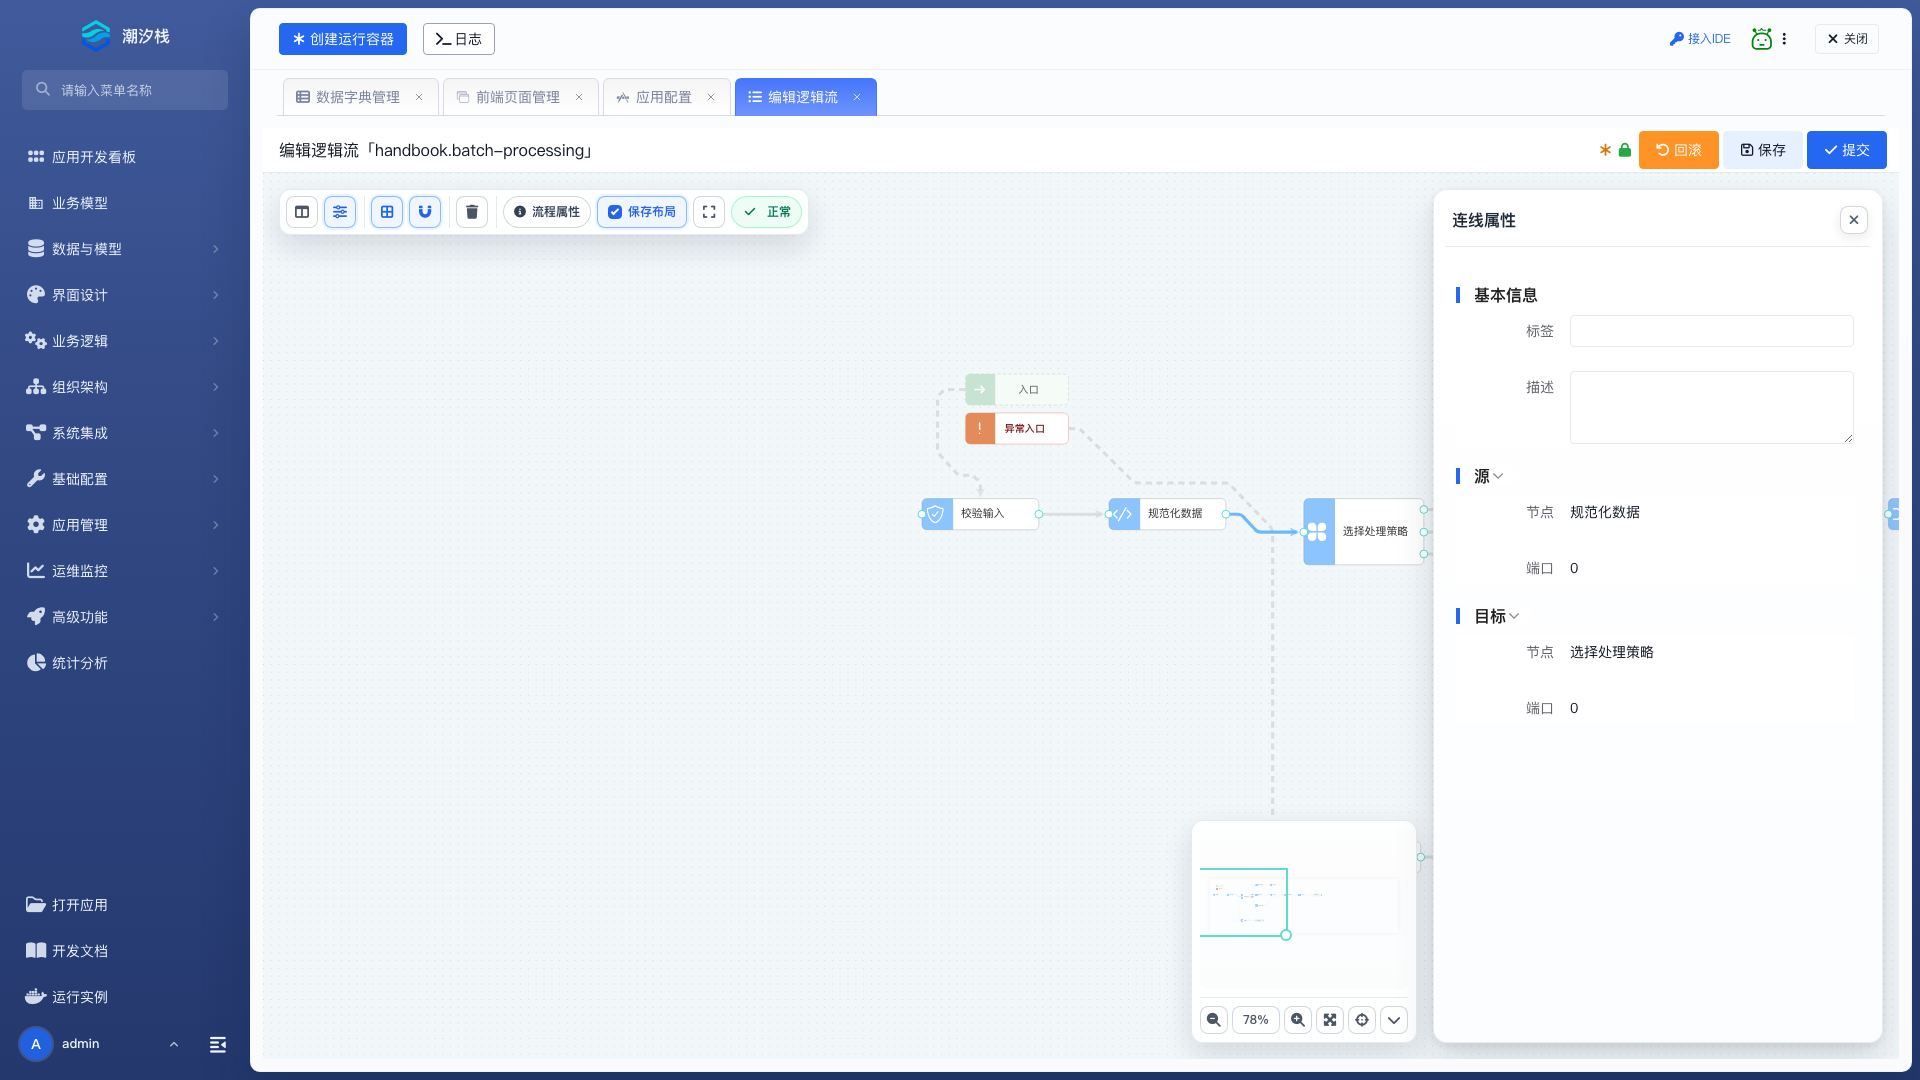 潮汐栈
请输入菜单名称
应用开发看板
业务模型
数据与模型
界面设计
业务逻辑
组织架构
系统集成
基础配置
应用管理
运维监控
高级功能
统计分析
打开应用
开发文档
运行实例
A admin
创建运行容器 日志
接入IDE 关闭
数据字典管理 前端页面管理 应用配置 编辑逻辑流
编辑逻辑流「handbook.batch-processing」
回滚 保存 提交
流程属性 保存布局 正常
入口
异常入口
校验输入
规范化数据
选择处理策略
78%
连线属性
基本信息
标签
描述
源
节点 规范化数据
端口 0
目标
节点 选择处理策略
端口 0